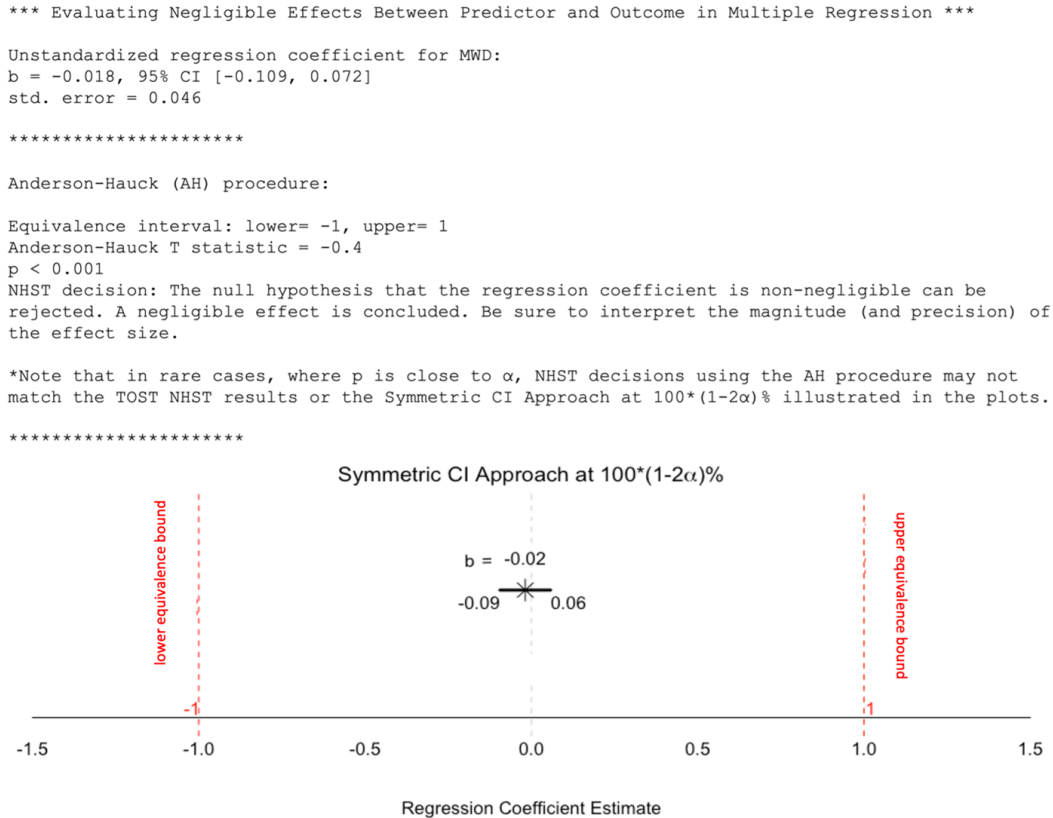 *** Evaluating Negligible Effects Between Predictor and Outcome in Multiple Regression ***
Unstandardized regression coefficient for MWD:
b = -0.018, 95% CI [-0.109, 0.072]
std. error = 0.046
**********************
Anderson-Hauck (AH) procedure:
Equivalence interval: lower= -1, upper= 1
Anderson-Hauck T statistic = -0.4
p < 0.001
NHST decision: The null hypothesis that the regression coefficient is non-negligible can be
rejected. A negligible effect is concluded. Be sure to interpret the magnitude (and precision) of
the effect size.
*Note that in rare cases, where p is close to α, NHST decisions using the AH procedure may not
match the TOST NHST results or the Symmetric CI Approach at 100*(1-2α)% illustrated in the plots.
**********************
Symmetric CI Approach at 100*(1-2α)%
lower equivalence bound
upper equivalence bound
b = -0.02
-0.09 0.06
-1 1
-1.5 -1.0 -0.5 0.0 0.5 1.0 1.5
Regression Coefficient Estimate